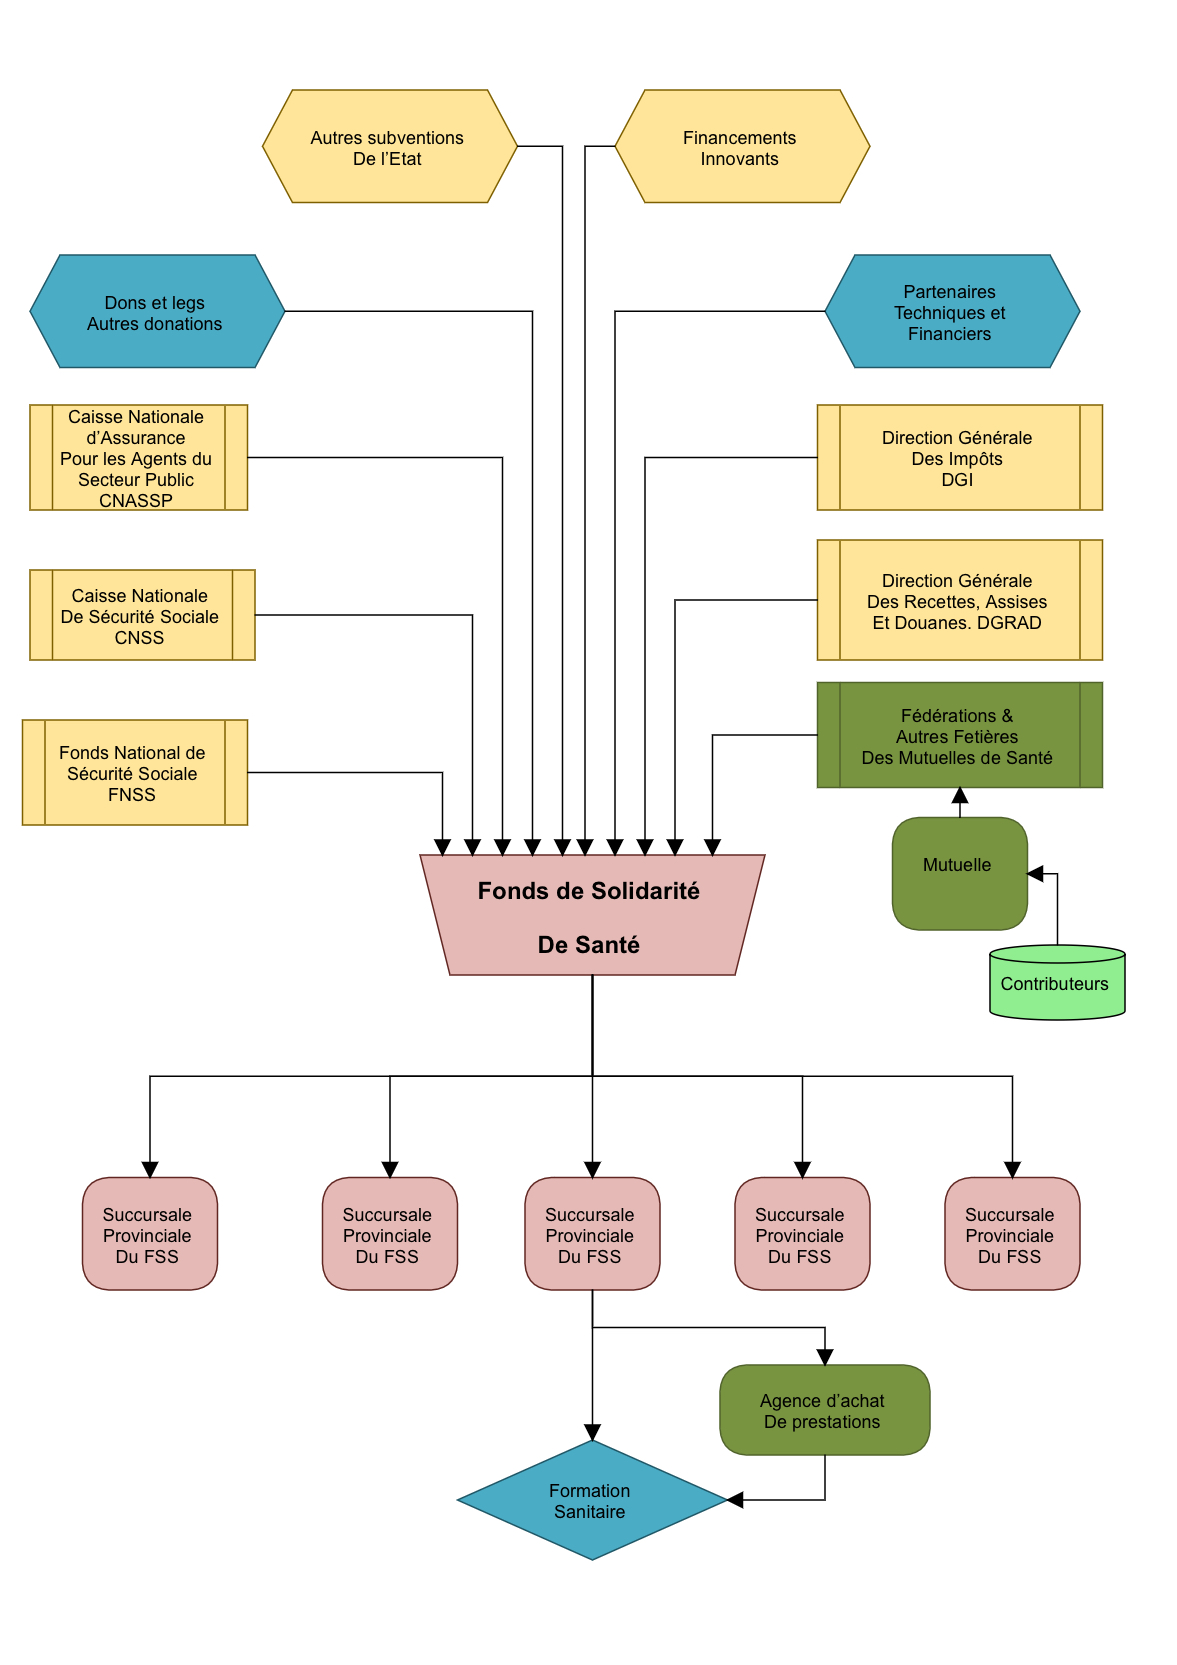 Autres subventions
De l’Etat
Financements
Innovants
Dons et legs
Autres donations
Partenaires
Techniques et
Financiers
Caisse Nationale
d’Assurance
Pour les Agents du
Secteur Public
CNASSP
Direction Générale
Des Impôts
DGI
Caisse Nationale
De Sécurité Sociale
CNSS
Direction Générale
Des Recettes, Assises
Et Douanes. DGRAD
Fonds National de
Sécurité Sociale
FNSS
Fédérations &
Autres Fetières
Des Mutuelles de Santé
Mutuelle
Contributeurs
Fonds de Solidarité
De Santé
Succursale
Provinciale
Du FSS
Succursale
Provinciale
Du FSS
Succursale
Provinciale
Du FSS
Succursale
Provinciale
Du FSS
Succursale
Provinciale
Du FSS
Agence d’achat
De prestations
Formation
Sanitaire